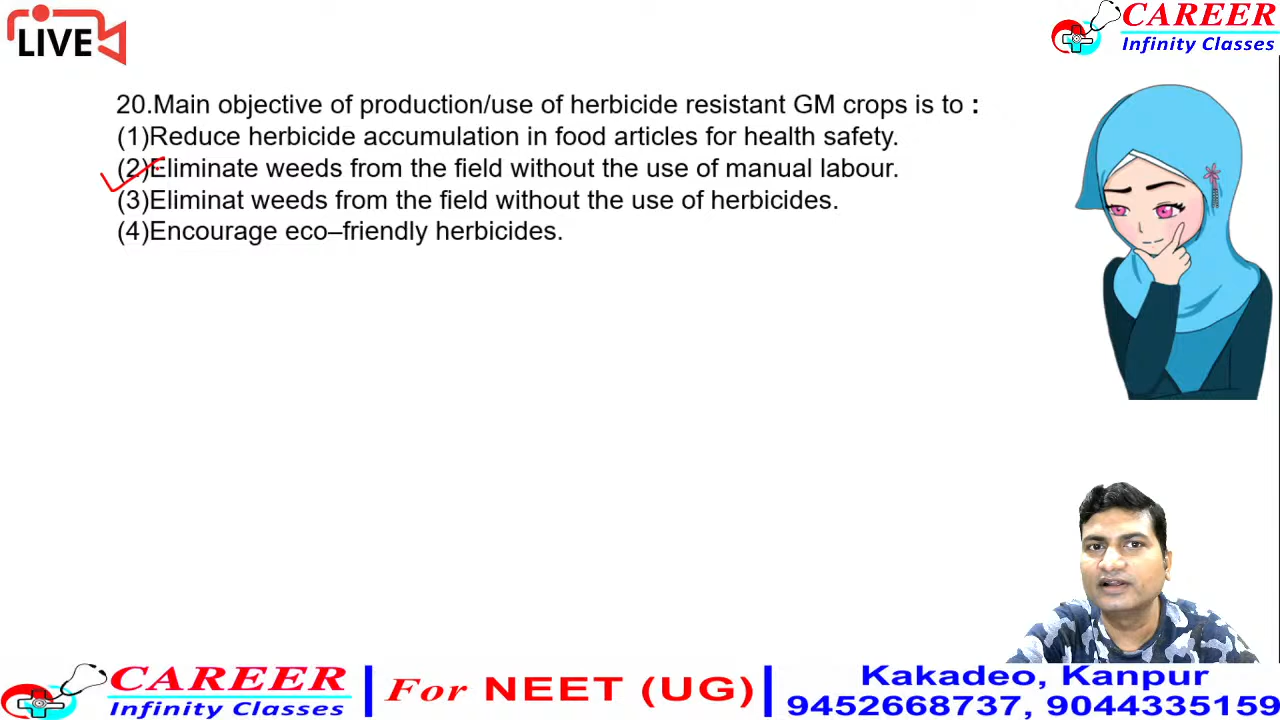 LIVE
CAREER
Infinity Classes
20.Main objective of production/use of herbicide resistant GM crops is to :
(1)Reduce herbicide accumulation in food articles for health safety.
(2)Eliminate weeds from the field without the use of manual labour.
(3)Eliminat weeds from the field without the use of herbicides.
(4)Encourage eco–friendly herbicides.
CAREER
Infinity Classes
For NEET (UG)
Kakadeo, Kanpur
9452668737, 9044335159